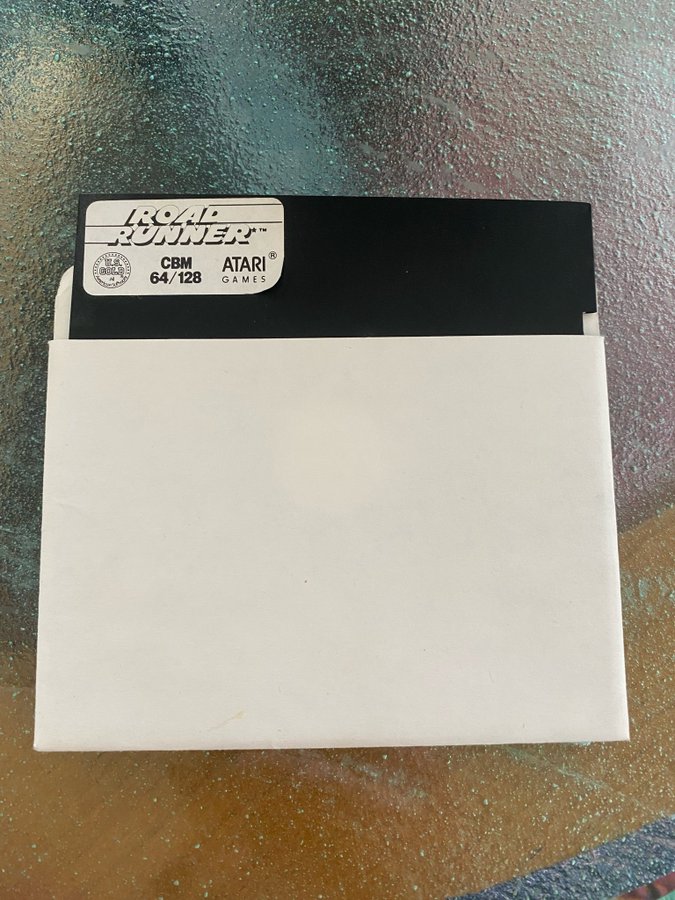 ROAD
RUNNER™
U.S.
GOLD
CBM
64/128
ATARI®
GAMES